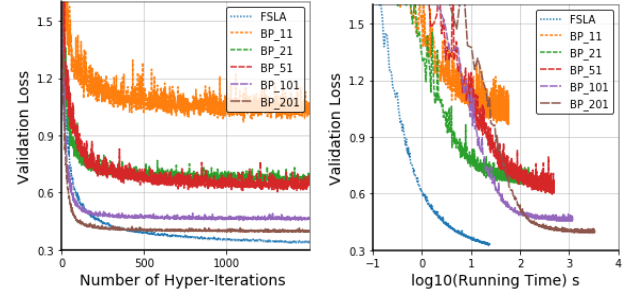 1.5
1.2
0.9
0.6
0.3
Validation Loss
0
500
1000
Number of Hyper-Iterations
FSLA
BP_11
BP_21
BP_51
BP_101
BP_201
1.5
1.2
0.9
0.6
0.3
Validation Loss
−1
0
1
2
3
4
log10(Running Time) s
FSLA
BP_11
BP_21
BP_51
BP_101
BP_201